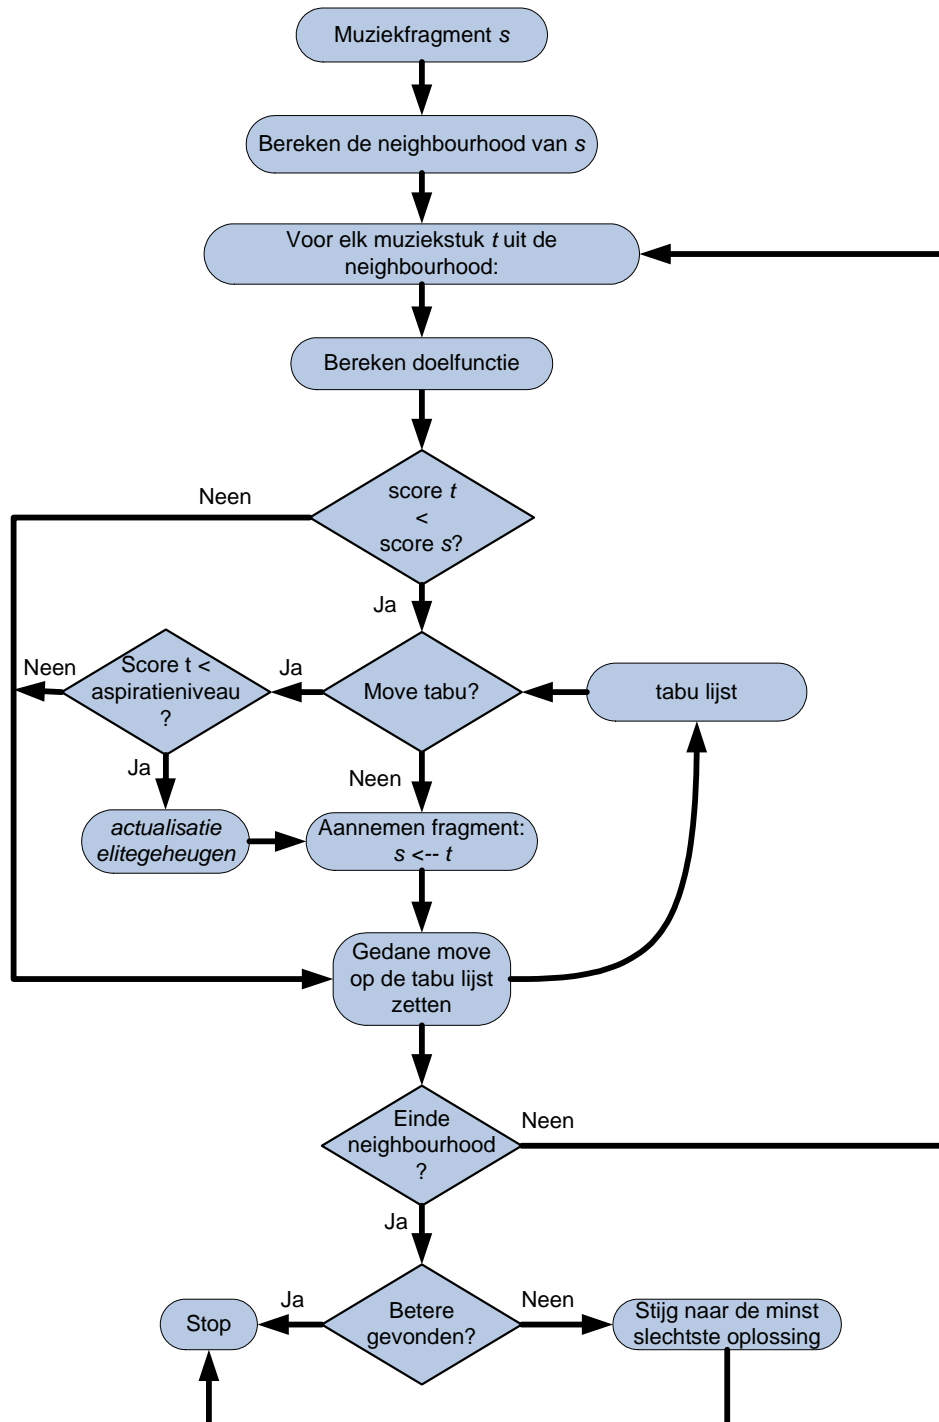 Muziekfragment s
Bereken de neighbourhood van s
Voor elk muziekstuk t uit de
neighbourhood:
Bereken doelfunctie
Neen
score t
<
score s?
Ja
Neen
Score t <
aspiratieniveau
?
Ja
Move tabu?
tabu lijst
Ja
Neen
actualisatie
elitegeheugen
Aannemen fragment:
s <-- t
Gedane move
op de tabu lijst
zetten
Einde
neighbourhood
?
Neen
Ja
Stop
Ja
Betere
gevonden?
Neen
Stijg naar de minst
slechtste oplossing